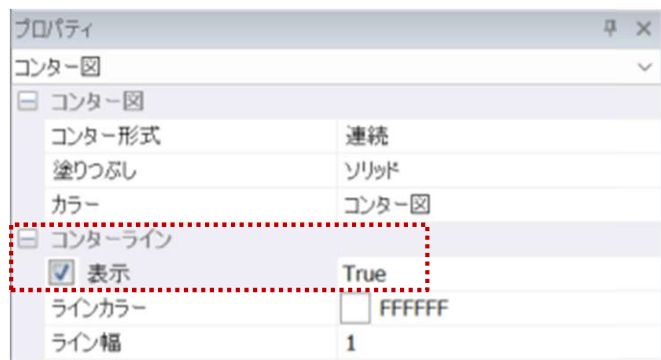 プロパティ
コンター図
コンター図
コンター形式 連続
塗りつぶし ソリッド
カラー コンター図
コンターライン
表示 True
ラインカラー FFFFFF
ライン幅 1